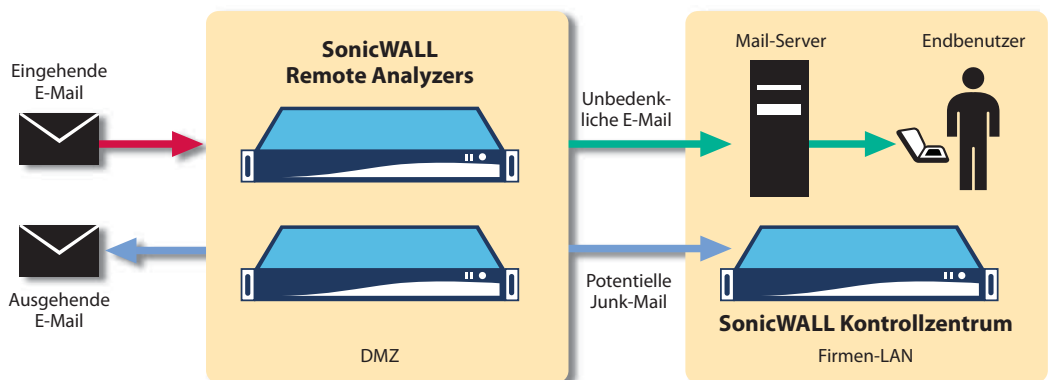 Eingehende
E-Mail
Ausgehende
E-Mail
SonicWALL
Remote Analyzers
DMZ
Unbedenk-
liche E-Mail
Potentielle
Junk-Mail
Mail-Server
Endbenutzer
SonicWALL Kontrollzentrum
Firmen-LAN